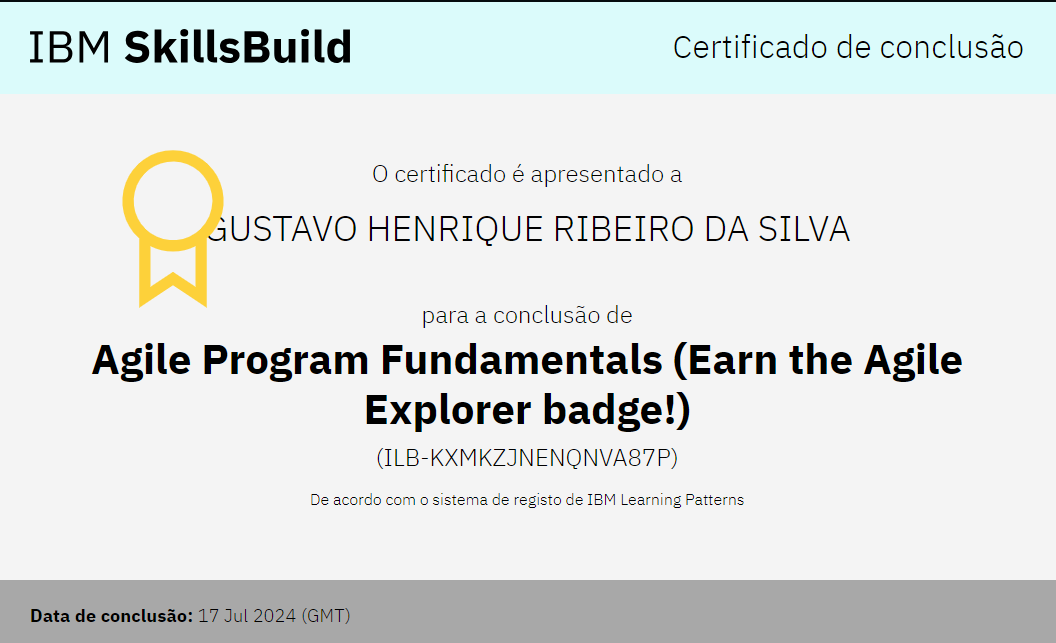 IBM SkillsBuild
Certificado de conclusão
O certificado é apresentado a
GUSTAVO HENRIQUE RIBEIRO DA SILVA
para a conclusão de
Agile Program Fundamentals (Earn the Agile
Explorer badge!)
(ILB-KXMKZJNENQNVA87P)
De acordo com o sistema de registo de IBM Learning Patterns
Data de conclusão: 17 Jul 2024 (GMT)